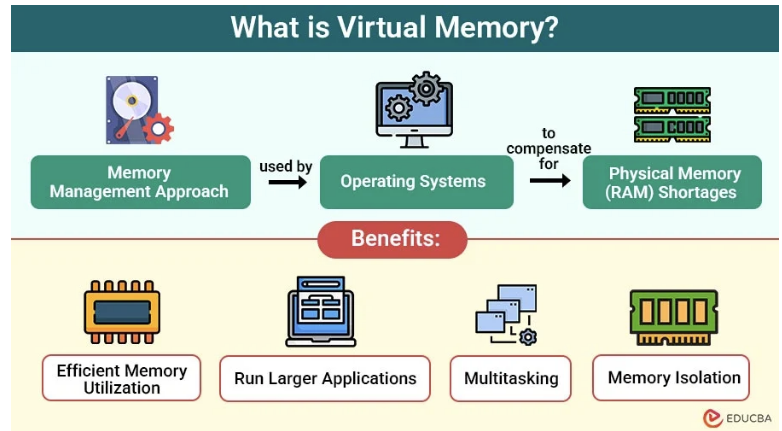 What is Virtual Memory?
Memory
Management Approach
used by
Operating Systems
to
compensate
for
Physical Memory
(RAM) Shortages
Benefits:
Efficient Memory
Utilization
Run Larger Applications
Multitasking
Memory Isolation
EDUCBA